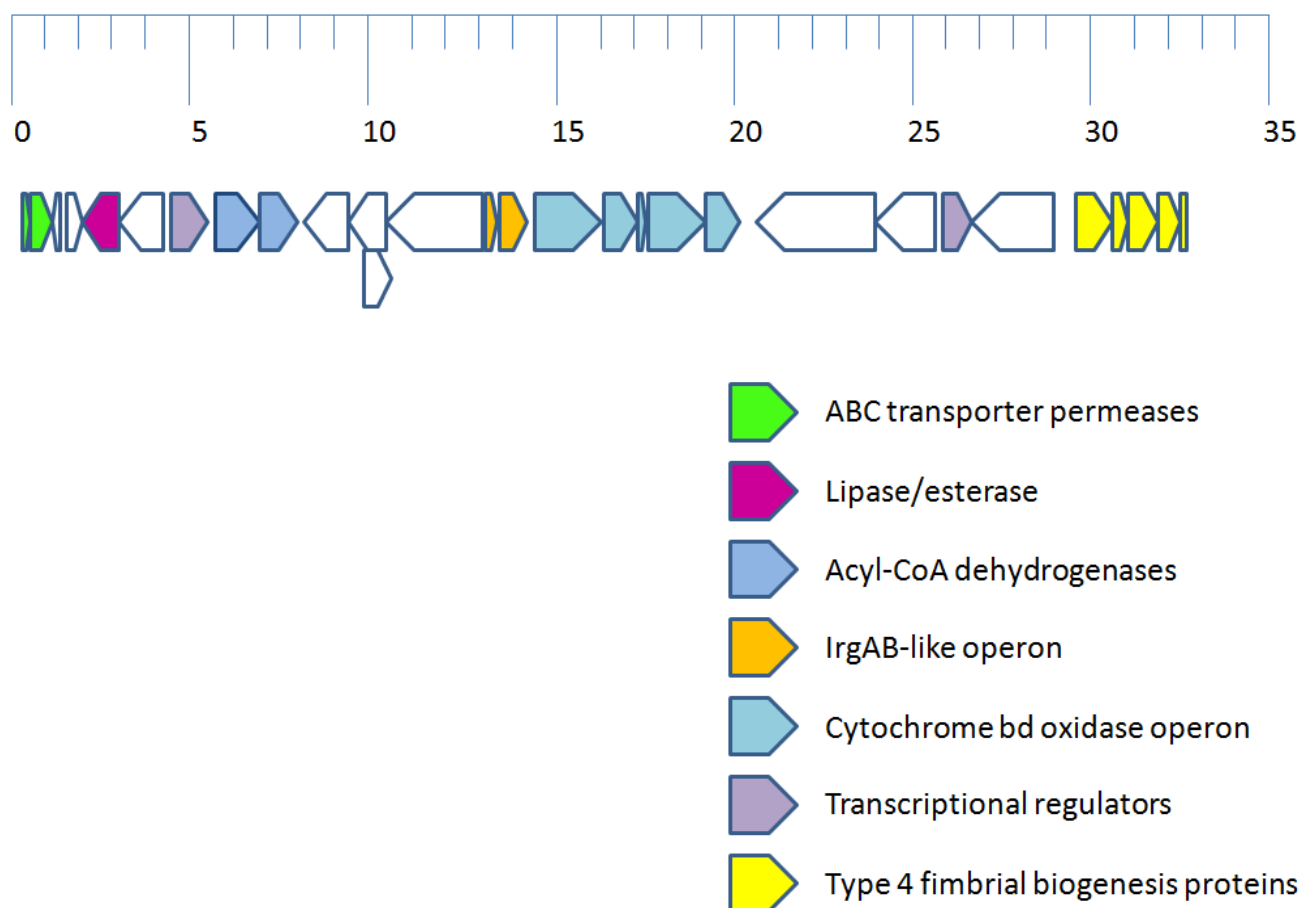 0 5 10 15 20 25 30 35
ABC transporter permeases
Lipase/esterase
Acyl-CoA dehydrogenases
IrgAB-like operon
Cytochrome bd oxidase operon
Transcriptional regulators
Type 4 fimbrial biogenesis proteins